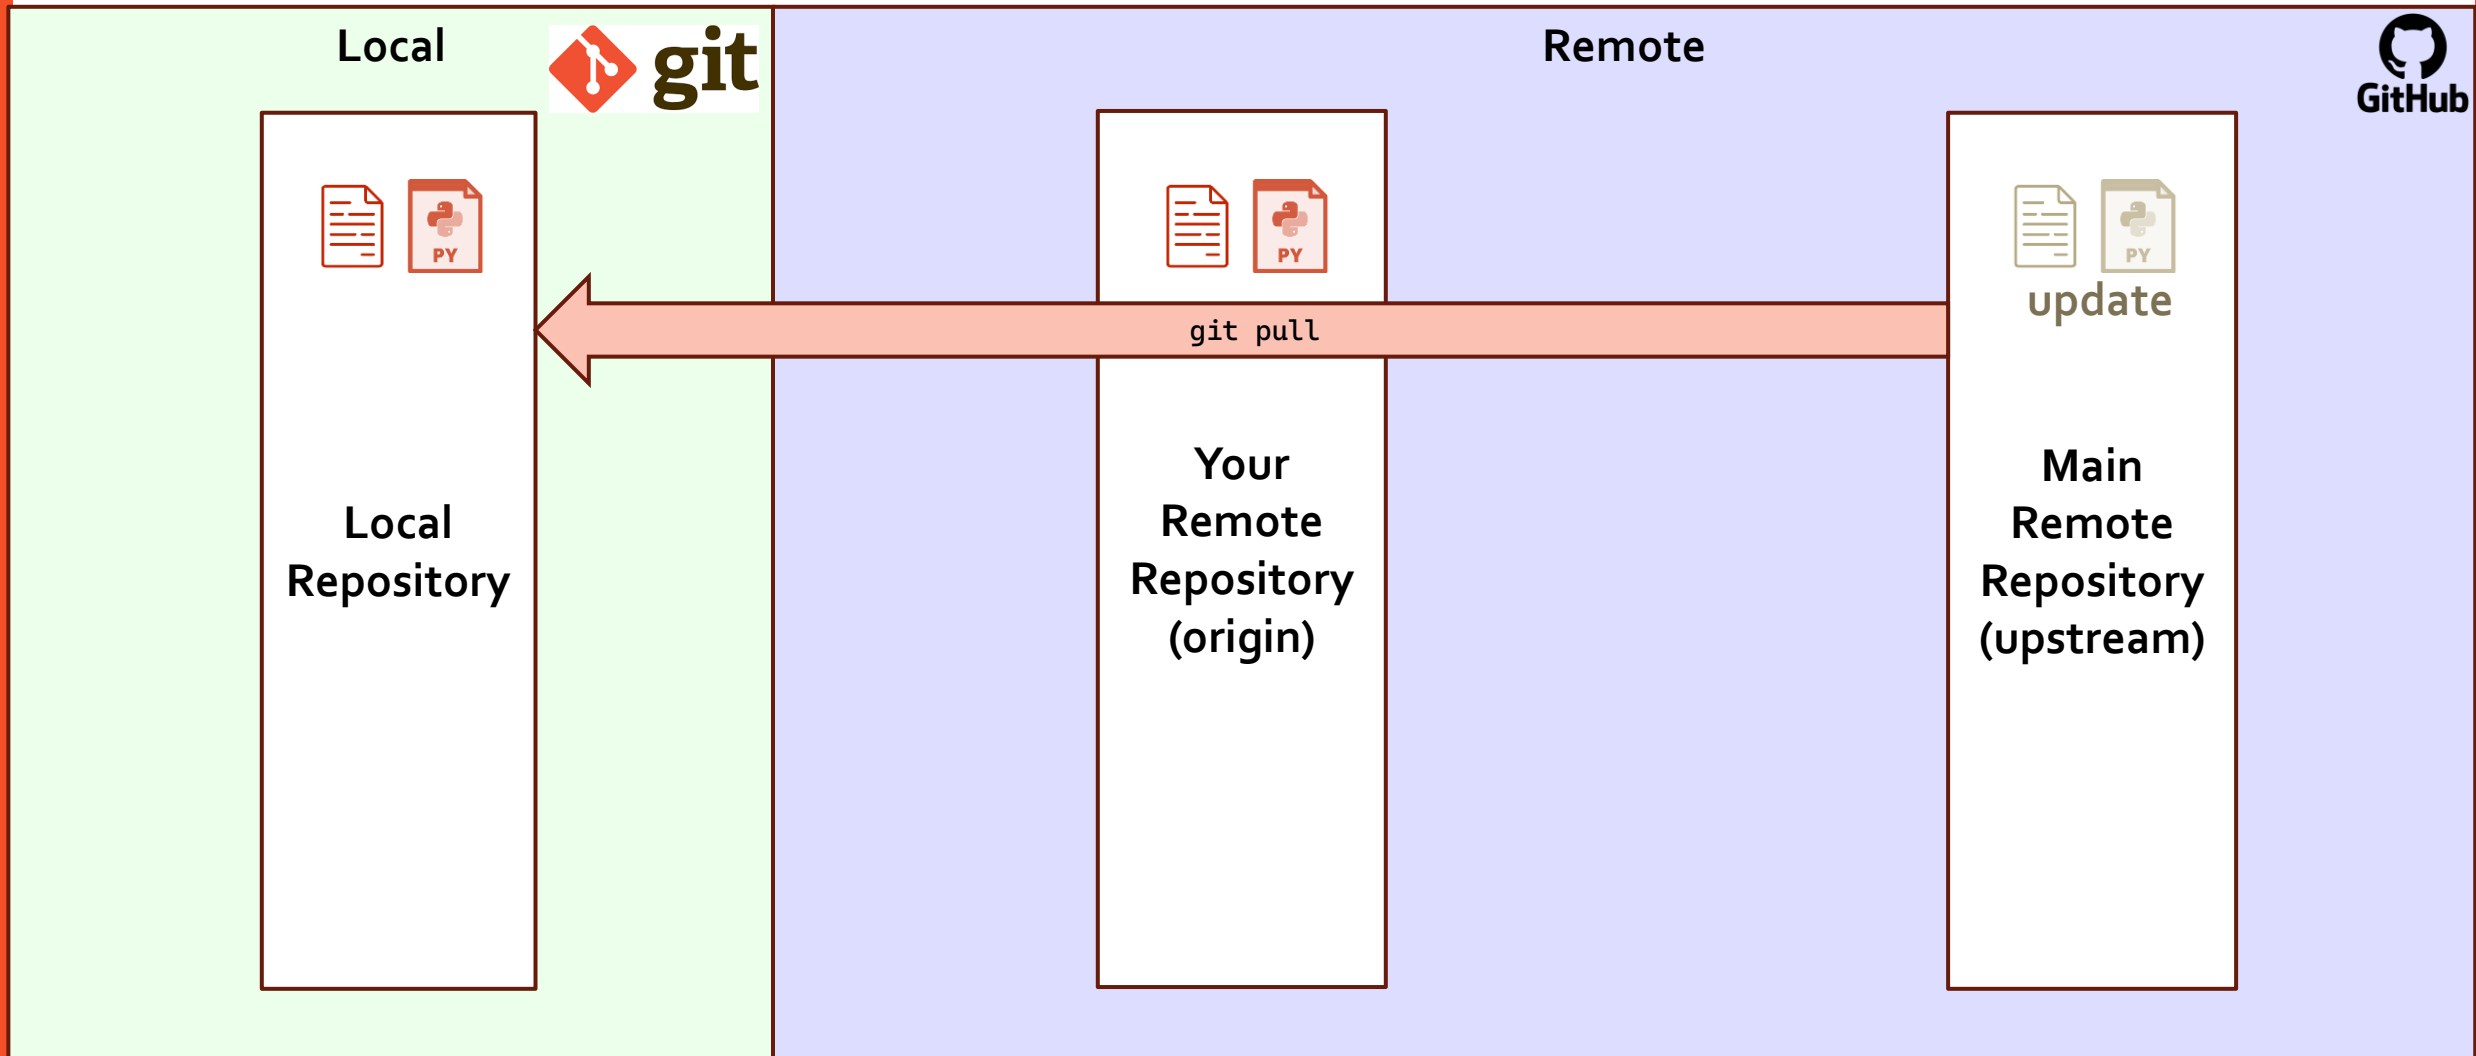 Local
git
Remote
GitHub
PY
PY
PY
update
git pull
Local
Repository
Your
Remote
Repository
(origin)
Main
Remote
Repository
(upstream)